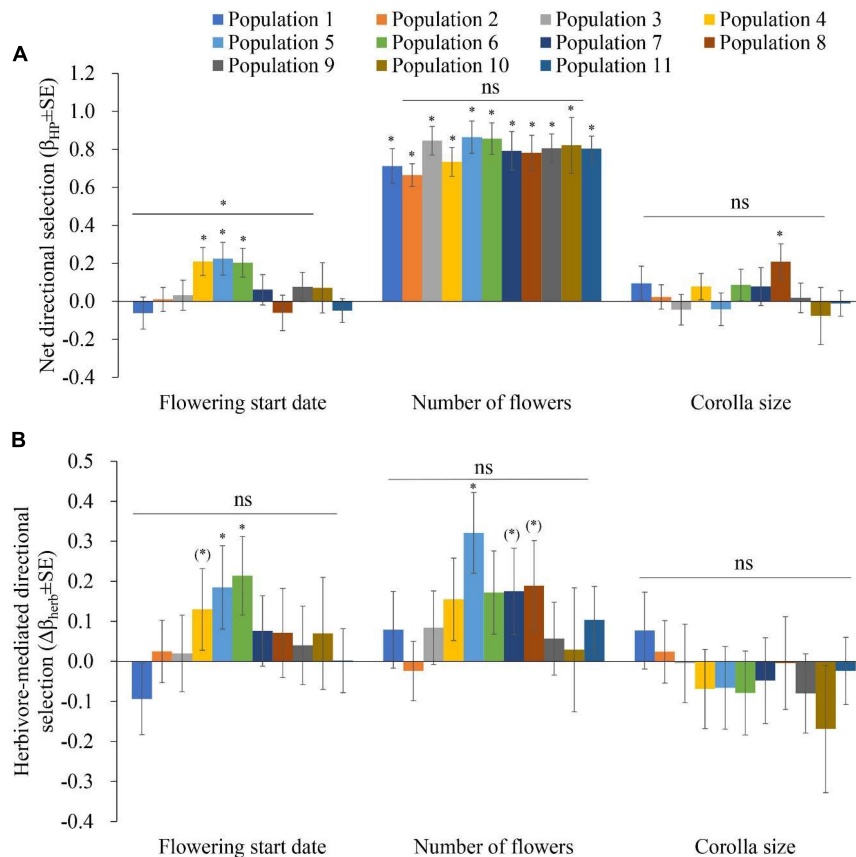 Population 1 Population 2 Population 3 Population 4
Population 5 Population 6 Population 7 Population 8
Population 9 Population 10 Population 11
A
Net directional selection (βHP±SE)
1.2
1.0
0.8
0.6
0.4
0.2
0.0
-0.2
-0.4
*
* * *
ns
* * * * * * * * * * *
ns
*
Flowering start date Number of flowers Corolla size
B
Herbivore-mediated directional
selection (Δβherb±SE)
0.5
0.4
0.3
0.2
0.1
0.0
-0.1
-0.2
-0.3
-0.4
ns
(*) * *
ns
* (*) (*)
ns
Flowering start date Number of flowers Corolla size